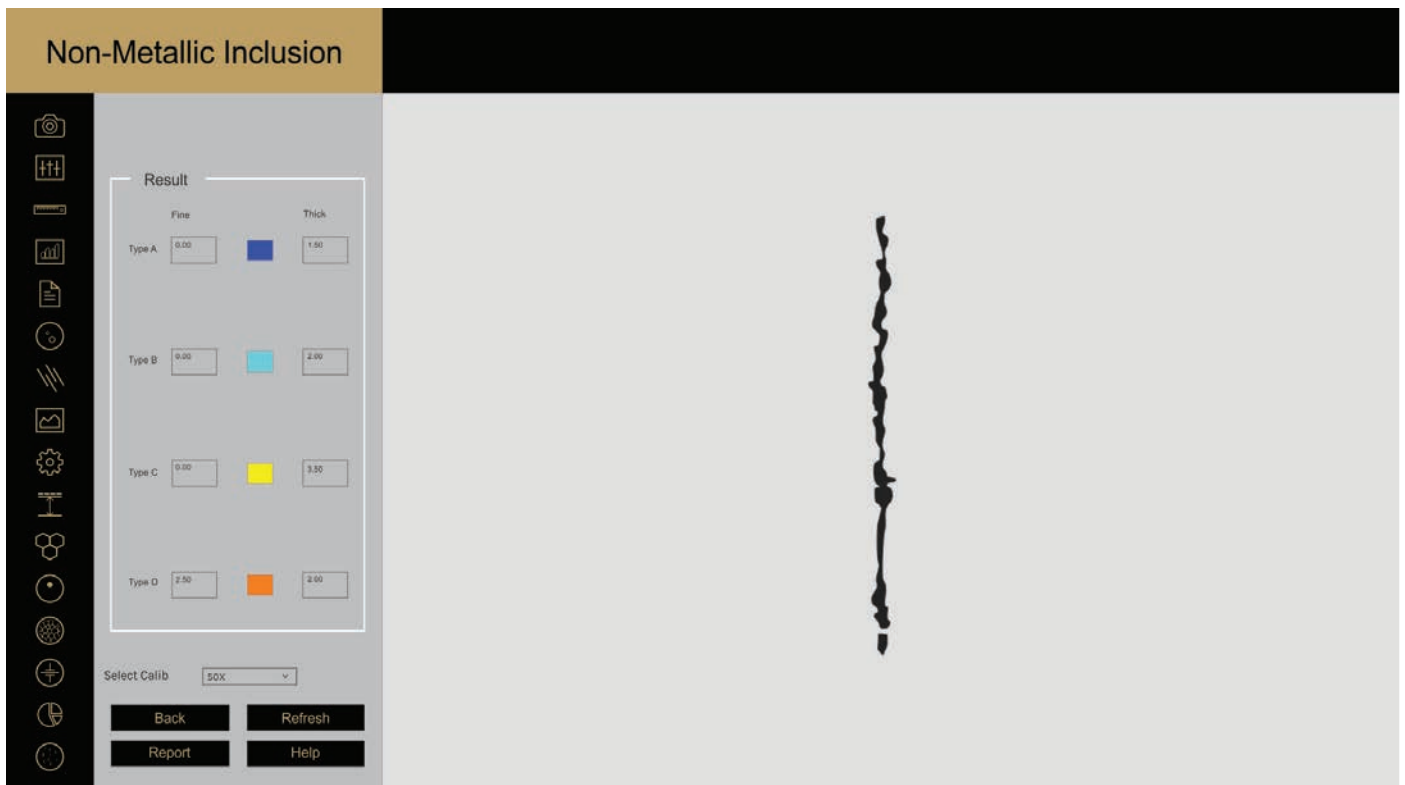 Non-Metallic Inclusion
Result
Fine Thick
Type A 0.00 1.50
Type B 0.00 2.00
Type C 0.00 3.50
Type D 2.50 2.00
Select Calib 50X
Back Refresh
Report Help